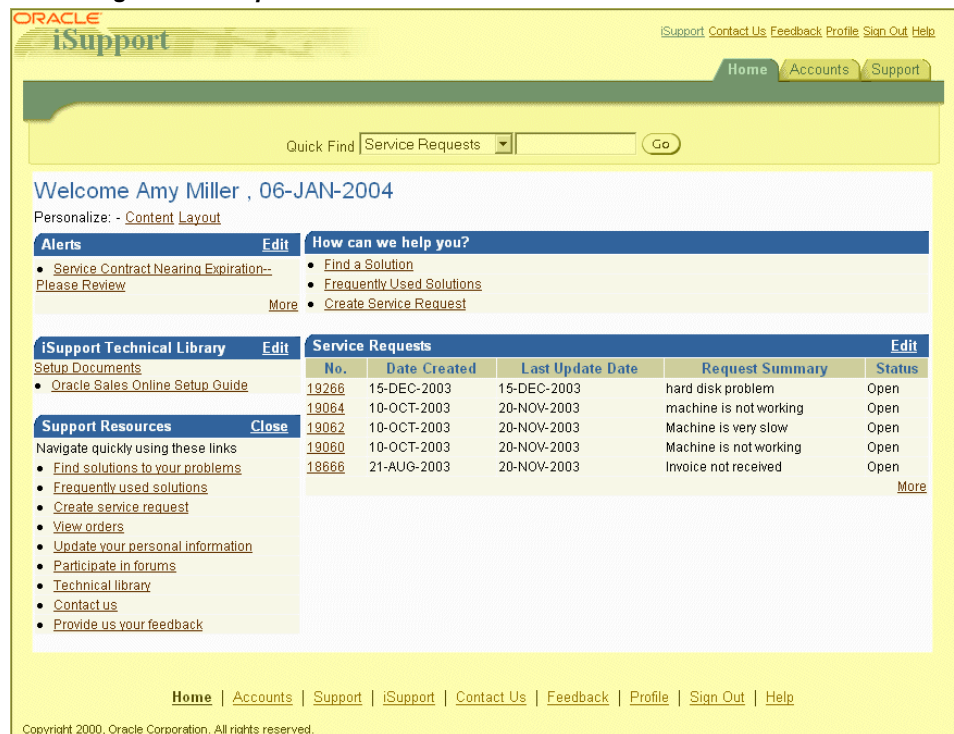 ORACLE
iSupport
iSupport Contact Us Feedback Profile Sign Out Help
Home Accounts Support
Quick Find Service Requests Go
Welcome Amy Miller , 06-JAN-2004
Personalize: - Content Layout
Alerts Edit
• Service Contract Nearing Expiration--
Please Review
More
How can we help you?
• Find a Solution
• Frequently Used Solutions
• Create Service Request
iSupport Technical Library Edit
Setup Documents
• Oracle Sales Online Setup Guide
Support Resources Close
Navigate quickly using these links
• Find solutions to your problems
• Frequently used solutions
• Create service request
• View orders
• Update your personal information
• Participate in forums
• Technical library
• Contact us
• Provide us your feedback
Service Requests Edit
No. Date Created Last Update Date Request Summary Status
19266 15-DEC-2003 15-DEC-2003 hard disk problem Open
19064 10-OCT-2003 20-NOV-2003 machine is not working Open
19062 10-OCT-2003 20-NOV-2003 Machine is very slow Open
19060 10-OCT-2003 20-NOV-2003 Machine is not working Open
18666 21-AUG-2003 20-NOV-2003 Invoice not received Open
More
Home | Accounts | Support | iSupport | Contact Us | Feedback | Profile | Sign Out | Help
Copyright 2000, Oracle Corporation. All rights reserved.